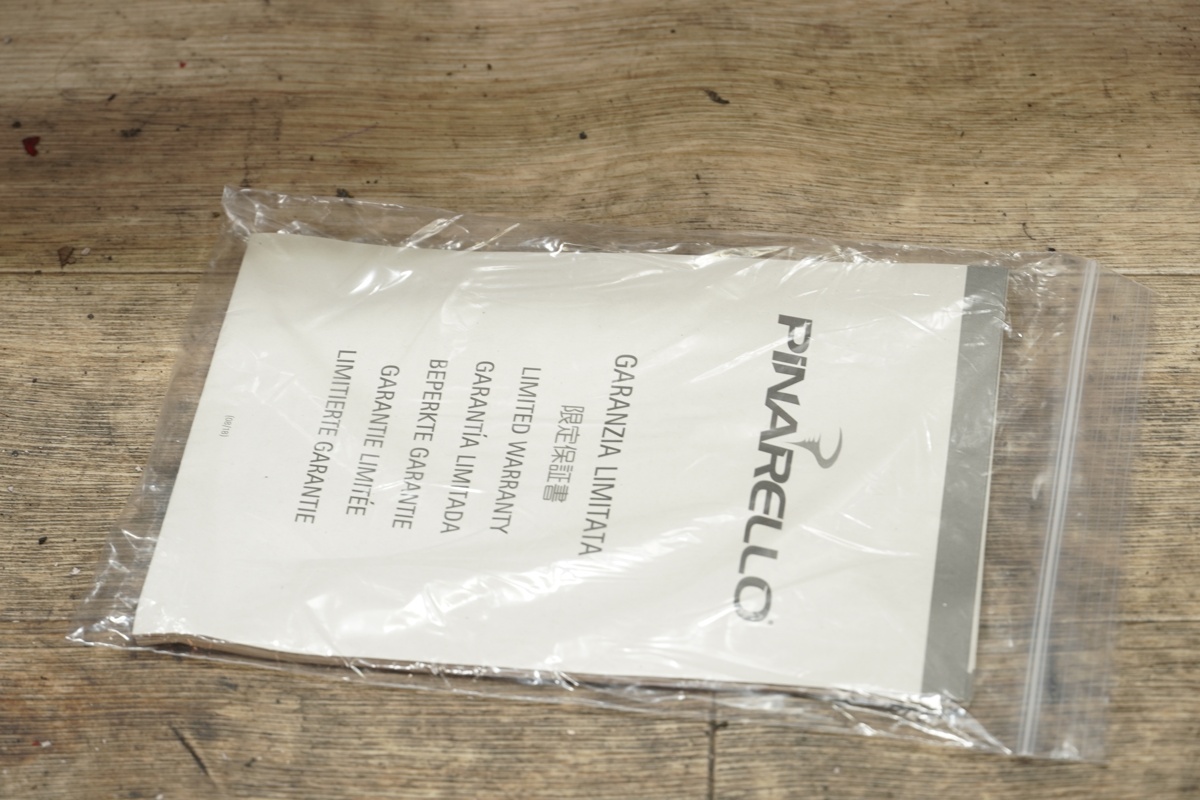 PiNARELLO
GARANZIA LIMITATA
限定保証書
LIMITED WARRANTY
GARANTÍA LIMITADA
BEPERKTE GARANTIE
GARANTIE LIMITÉE
LIMITIERTE GARANTIE